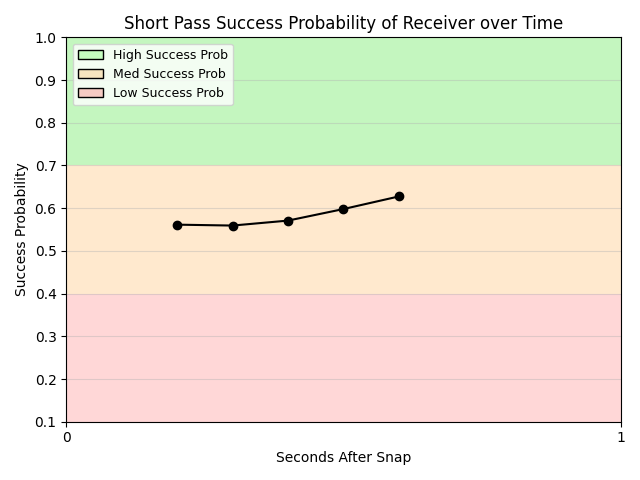 Short Pass Success Probability of Receiver over Time
1.0
High Success Prob
0.9
Med Success Prob
Low Success Prob
0.8
0.7
0.6
0.5
0.4
0.3
0.2
0.1
Success Probability
0
1
Seconds After Snap